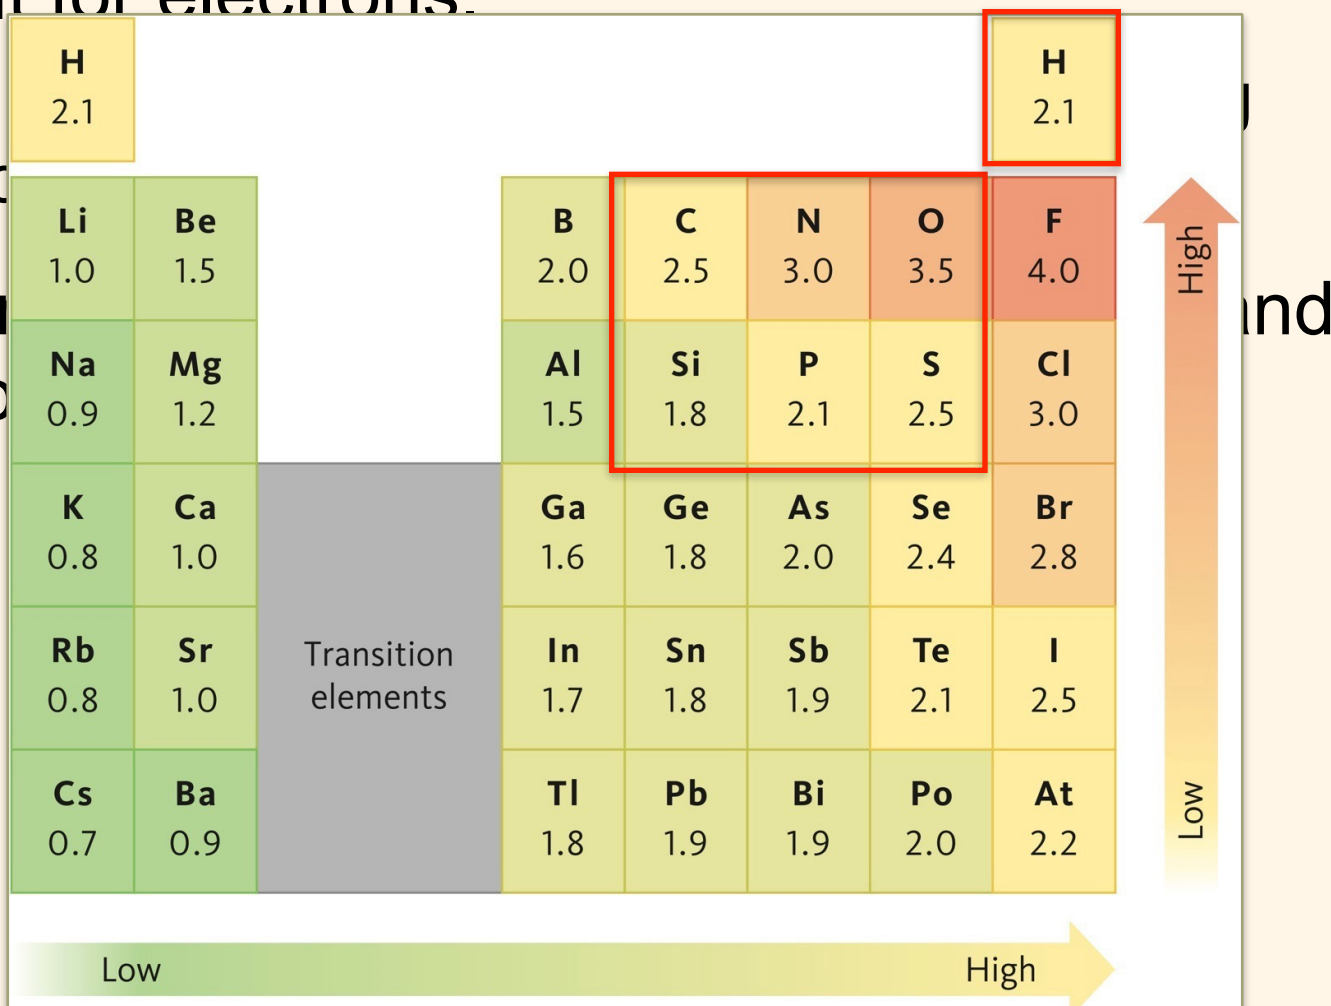 for electrons.
H H
2.1 2.1
Li Be B C N O F
1.0 1.5 2.0 2.5 3.0 3.5 4.0
High
and
Na Mg Al Si P S Cl
0.9 1.2 1.5 1.8 2.1 2.5 3.0
K Ca Ga Ge As Se Br
0.8 1.0 1.6 1.8 2.0 2.4 2.8
Rb Sr Transition In Sn Sb Te I
0.8 1.0 elements 1.7 1.8 1.9 2.1 2.5
Cs Ba Tl Pb Bi Po At
0.7 0.9 1.8 1.9 1.9 2.0 2.2
Low
Low High